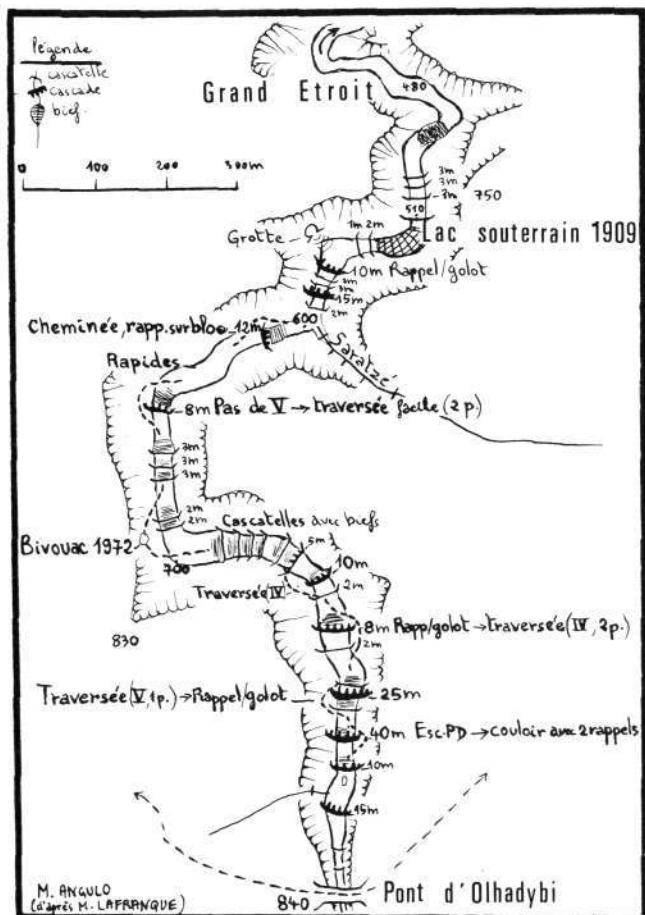 légende
cascatelle
cascade
bief.
0 100 200 300m
Grand Etroit
480
3m
3m
3m
750
510
Lac souterrain 1909
Grotte
1m 2m
10m Rappel/golot
3m
3m
15m
2m
600
Cheminée, rapp. sur bloc 12m
Saratzé
Rapides
8m Pas de V → traversée facile (2 p.)
3m
3m
3m
2m
2m
Cascatelles avec biefs
Bivouac 1972
700
5m
10m
2m
Traversée (IV)
830
8m Rapp/golot → traversée (IV, 2p.)
2m
Traversée (V, 1p.) → Rappel/golot
25m
40m Esc. PD → couloir avec 2 rappels
10m
15m
M. ANGULO
(d'après M. LAFRANQUE)
840
Pont d'Olhadybi